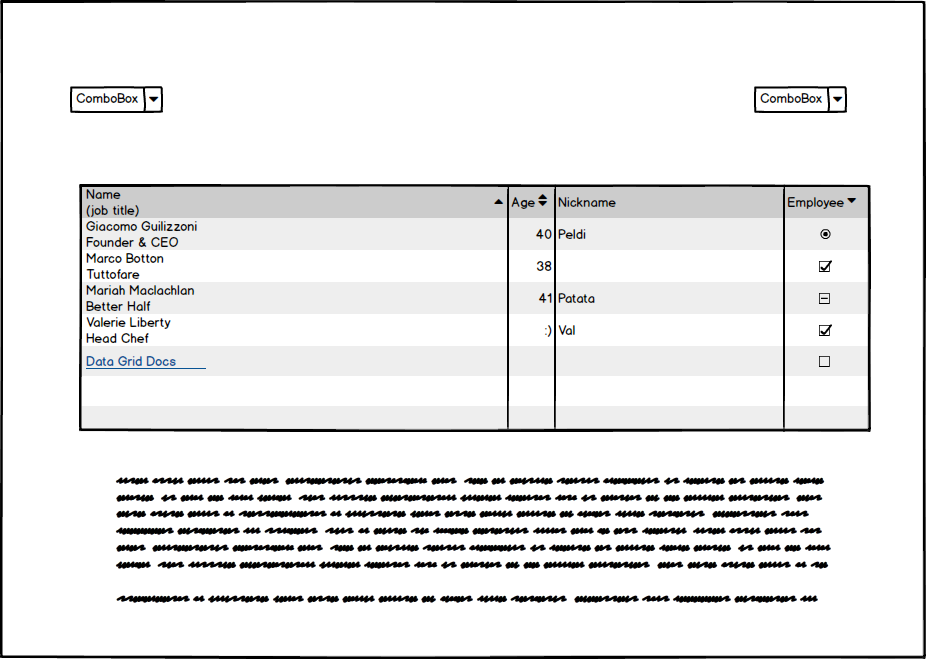 ComboBox
ComboBox
Name
(job title)
Age
Nickname
Employee
Giacomo Guilizzoni
Founder & CEO
40
Peldi
Marco Botton
Tuttofare
38
Mariah Maclachlan
Better Half
41
Patata
Valerie Liberty
Head Chef
:)
Val
Data Grid Docs